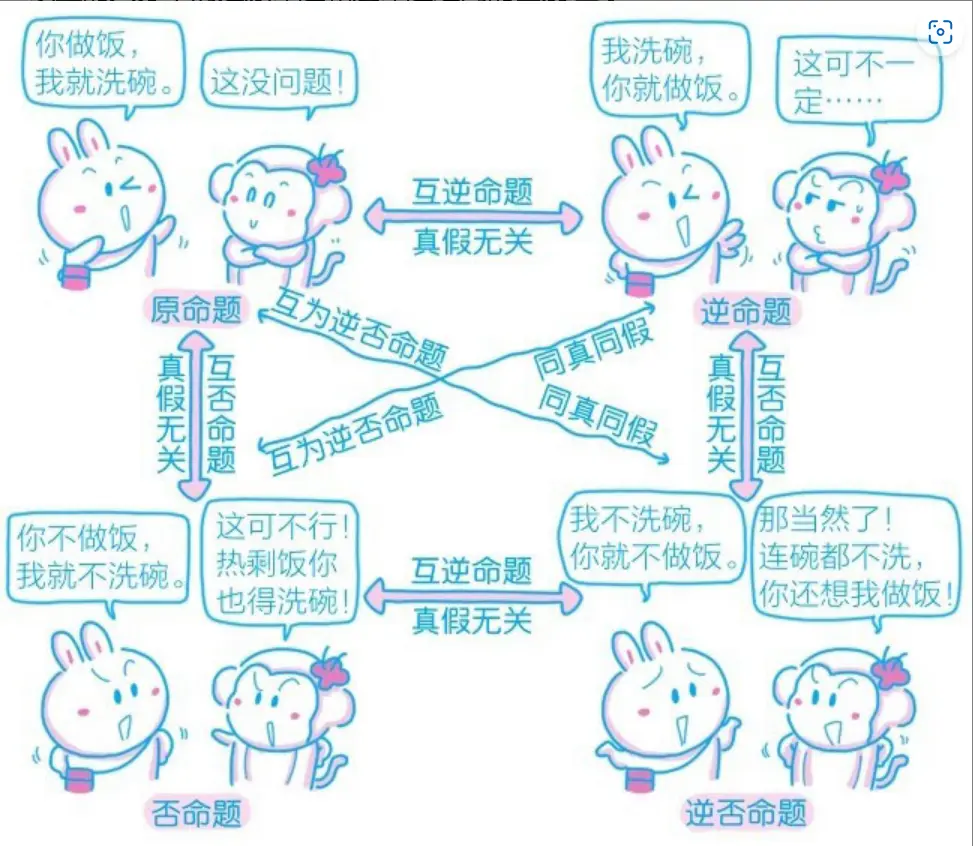 你做饭，
我就洗碗。
这没问题！
我洗碗，
你就做饭。
这可不一
定……
互逆命题
真假无关
原命题
逆命题
互为逆否命题
同真同假
真假无关
互否命题
互为逆否命题
同真同假
真假无关
互否命题
你不做饭，
我就不洗碗。
这可不行！
热剩饭你
也得洗碗！
我不洗碗，
你就不做饭。
那当然了！
连碗都不洗，
你还想我做饭！
互逆命题
真假无关
否命题
逆否命题